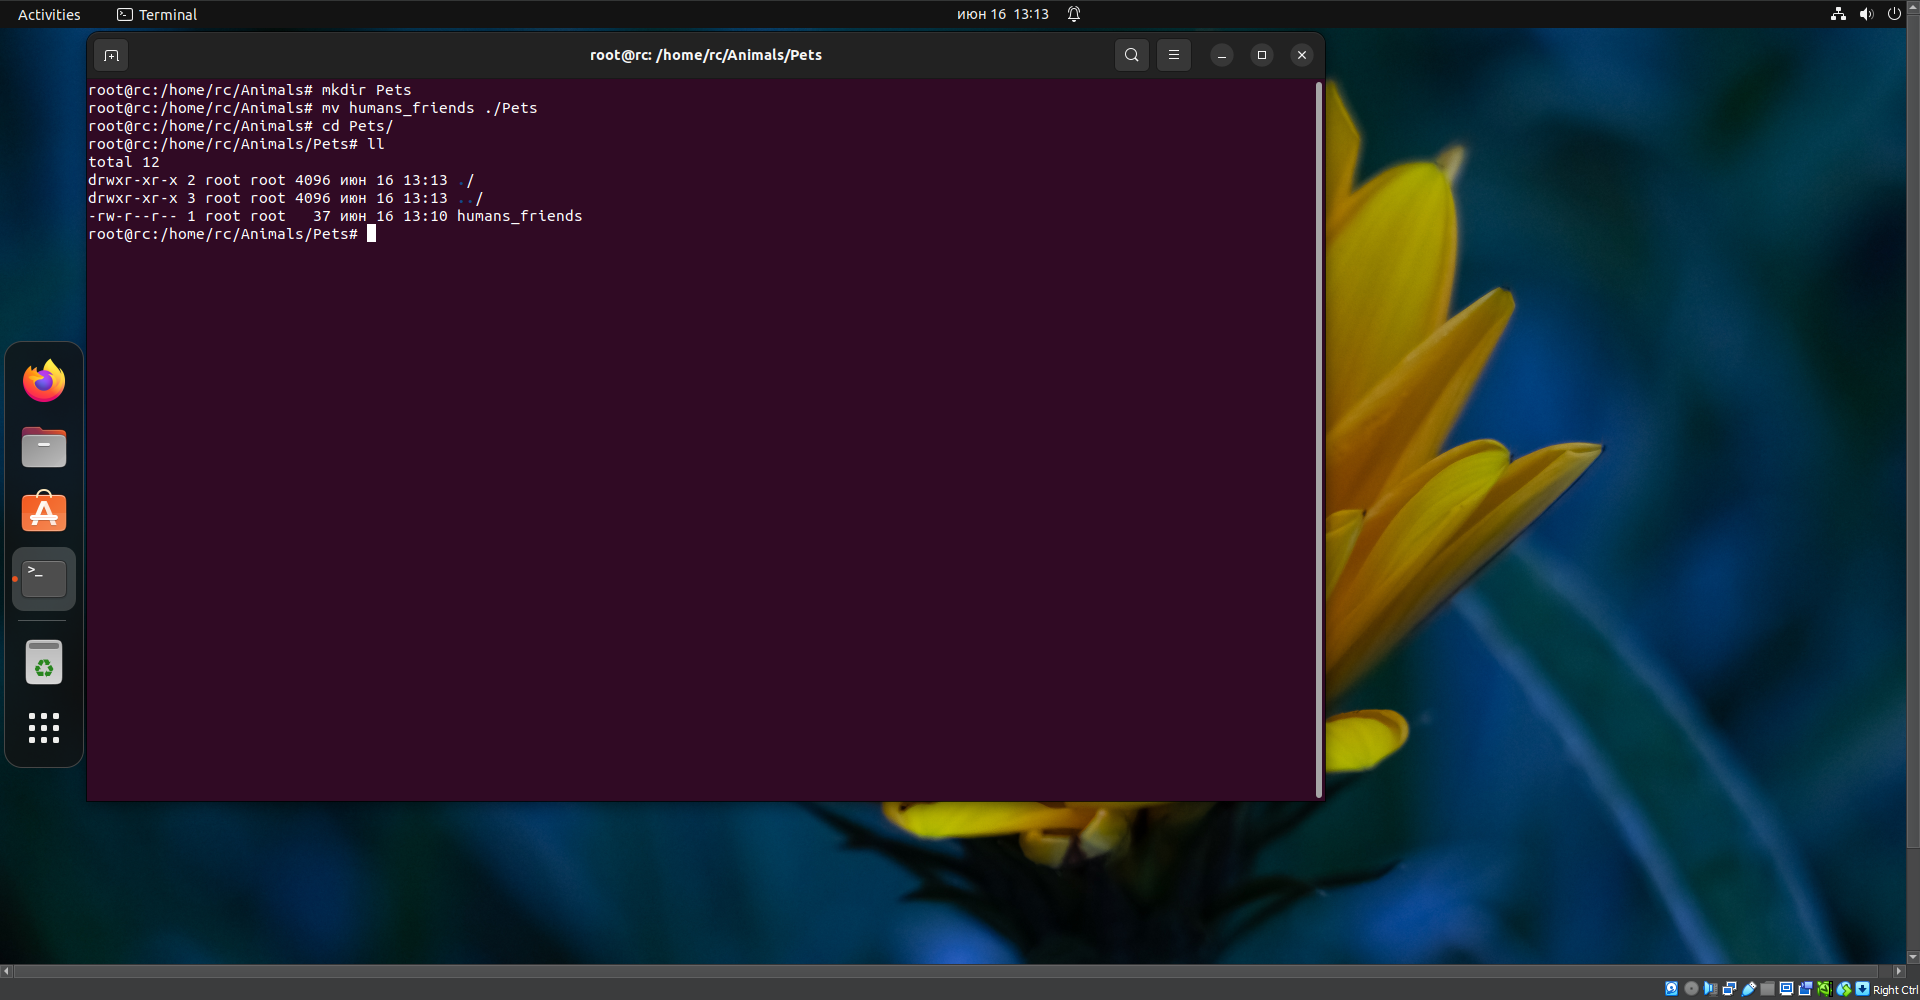 Activities
Terminal
июн 16 13:13
root@rc: /home/rc/Animals/Pets
root@rc:/home/rc/Animals# mkdir Pets
root@rc:/home/rc/Animals# mv humans_friends ./Pets
root@rc:/home/rc/Animals# cd Pets/
root@rc:/home/rc/Animals/Pets# ll
total 12
drwxr-xr-x 2 root root 4096 июн 16 13:13 ./
drwxr-xr-x 3 root root 4096 июн 16 13:13 ../
-rw-r--r-- 1 root root   37 июн 16 13:10 humans_friends
root@rc:/home/rc/Animals/Pets#
>_
Right Ctrl